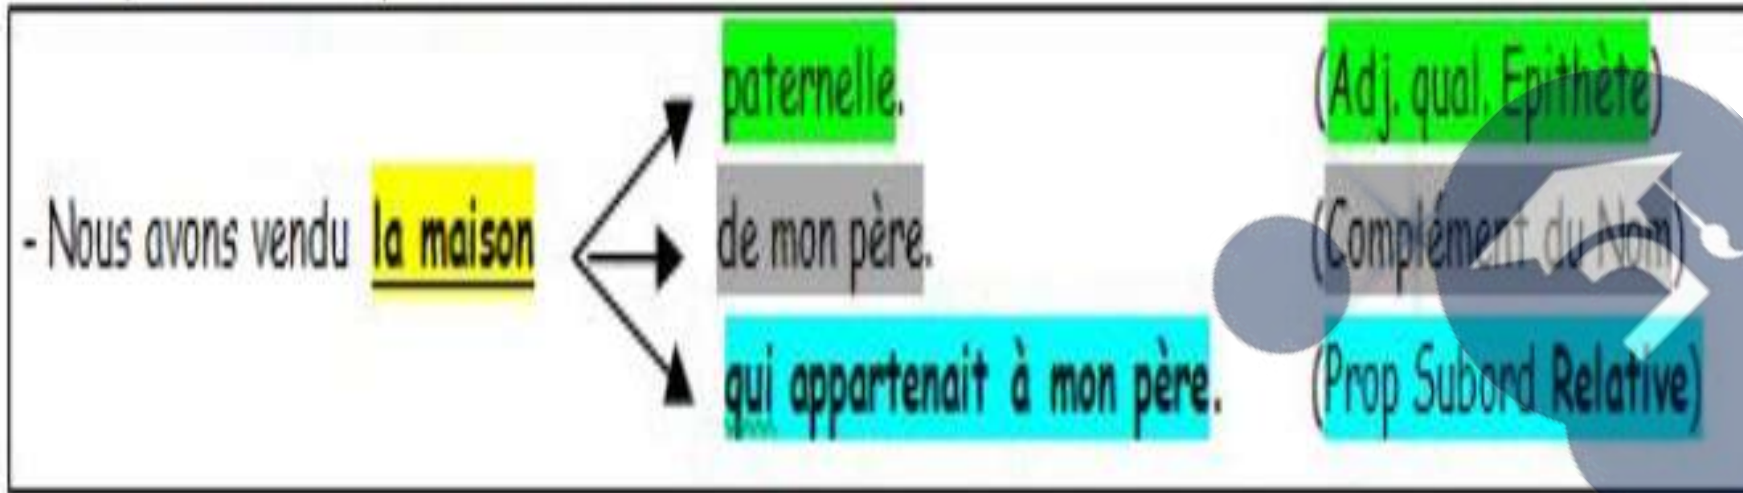 paternelle. (Adj. qual. Epithète)
- Nous avons vendu la maison de mon père. (Complément du Nom)
qui appartenait à mon père. (Prop Subord Relative)